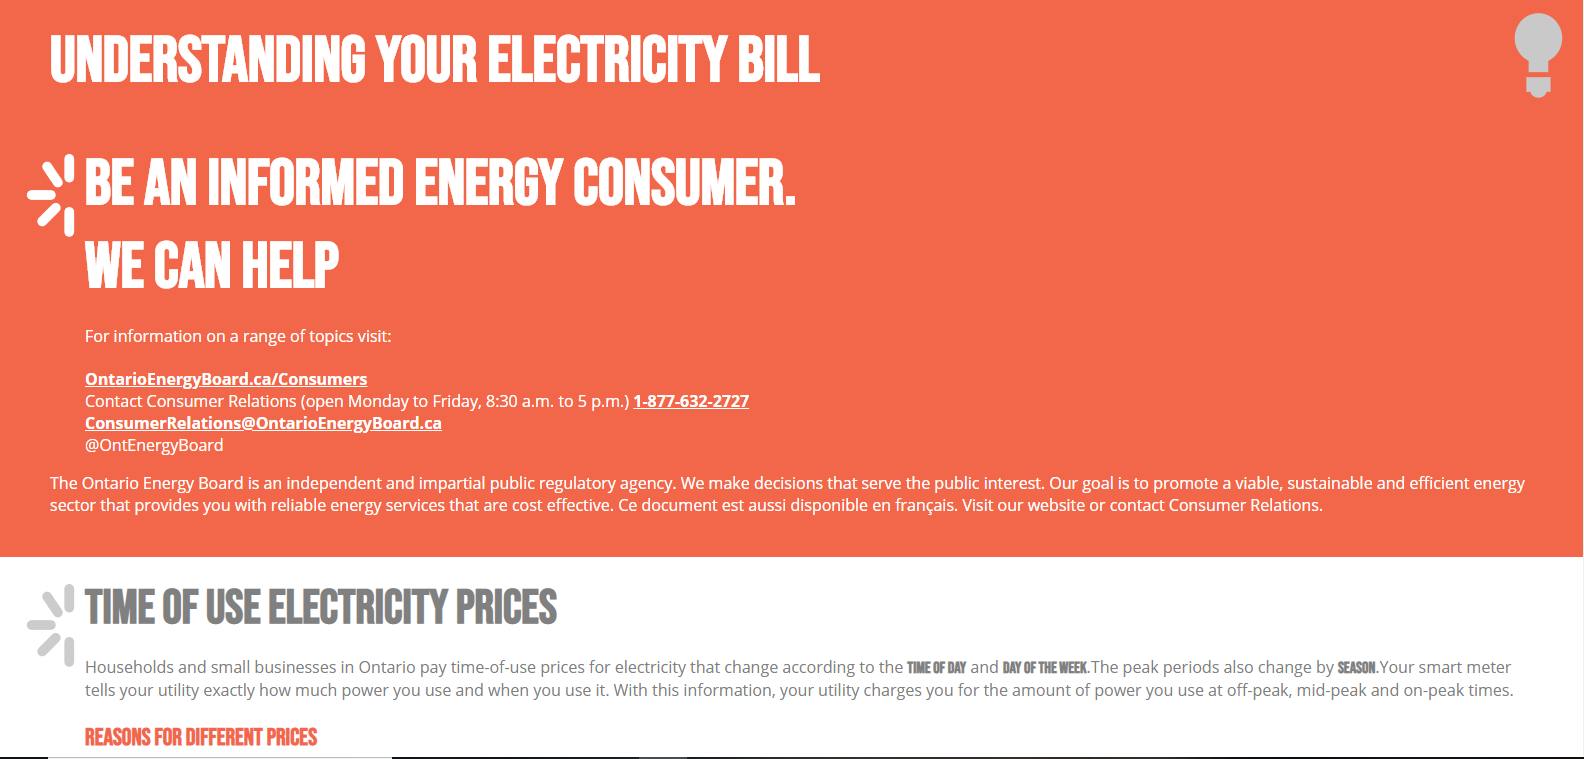 UNDERSTANDING YOUR ELECTRICITY BILL
BE AN INFORMED ENERGY CONSUMER.
WE CAN HELP
For information on a range of topics visit:
OntarioEnergyBoard.ca/Consumers
Contact Consumer Relations (open Monday to Friday, 8:30 a.m. to 5 p.m.) 1-877-632-2727
ConsumerRelations@OntarioEnergyBoard.ca
@OntEnergyBoard
The Ontario Energy Board is an independent and impartial public regulatory agency. We make decisions that serve the public interest. Our goal is to promote a viable, sustainable and efficient energy
sector that provides you with reliable energy services that are cost effective. Ce document est aussi disponible en français. Visit our website or contact Consumer Relations.
TIME OF USE ELECTRICITY PRICES
Households and small businesses in Ontario pay time-of-use prices for electricity that change according to the TIME OF DAY and DAY OF THE WEEK.The peak periods also change by SEASON.Your smart meter
tells your utility exactly how much power you use and when you use it. With this information, your utility charges you for the amount of power you use at off-peak, mid-peak and on-peak times.
REASONS FOR DIFFERENT PRICES